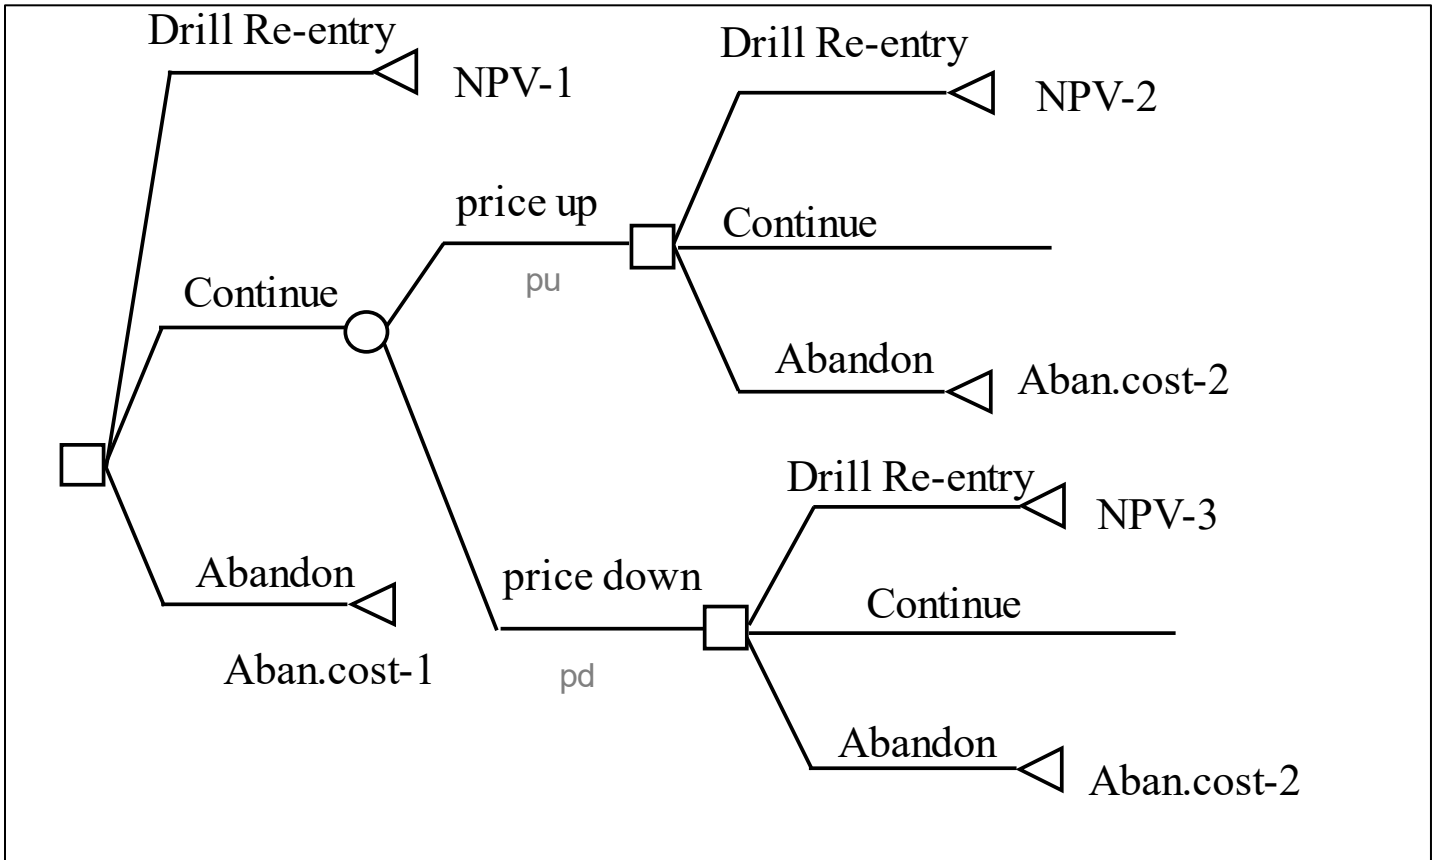 Drill Re-entry
NPV-1
Drill Re-entry
NPV-2
price up
pu
Continue
Continue
Abandon
Aban.cost-2
Drill Re-entry
NPV-3
Abandon
Aban.cost-1
price down
pd
Continue
Abandon
Aban.cost-2